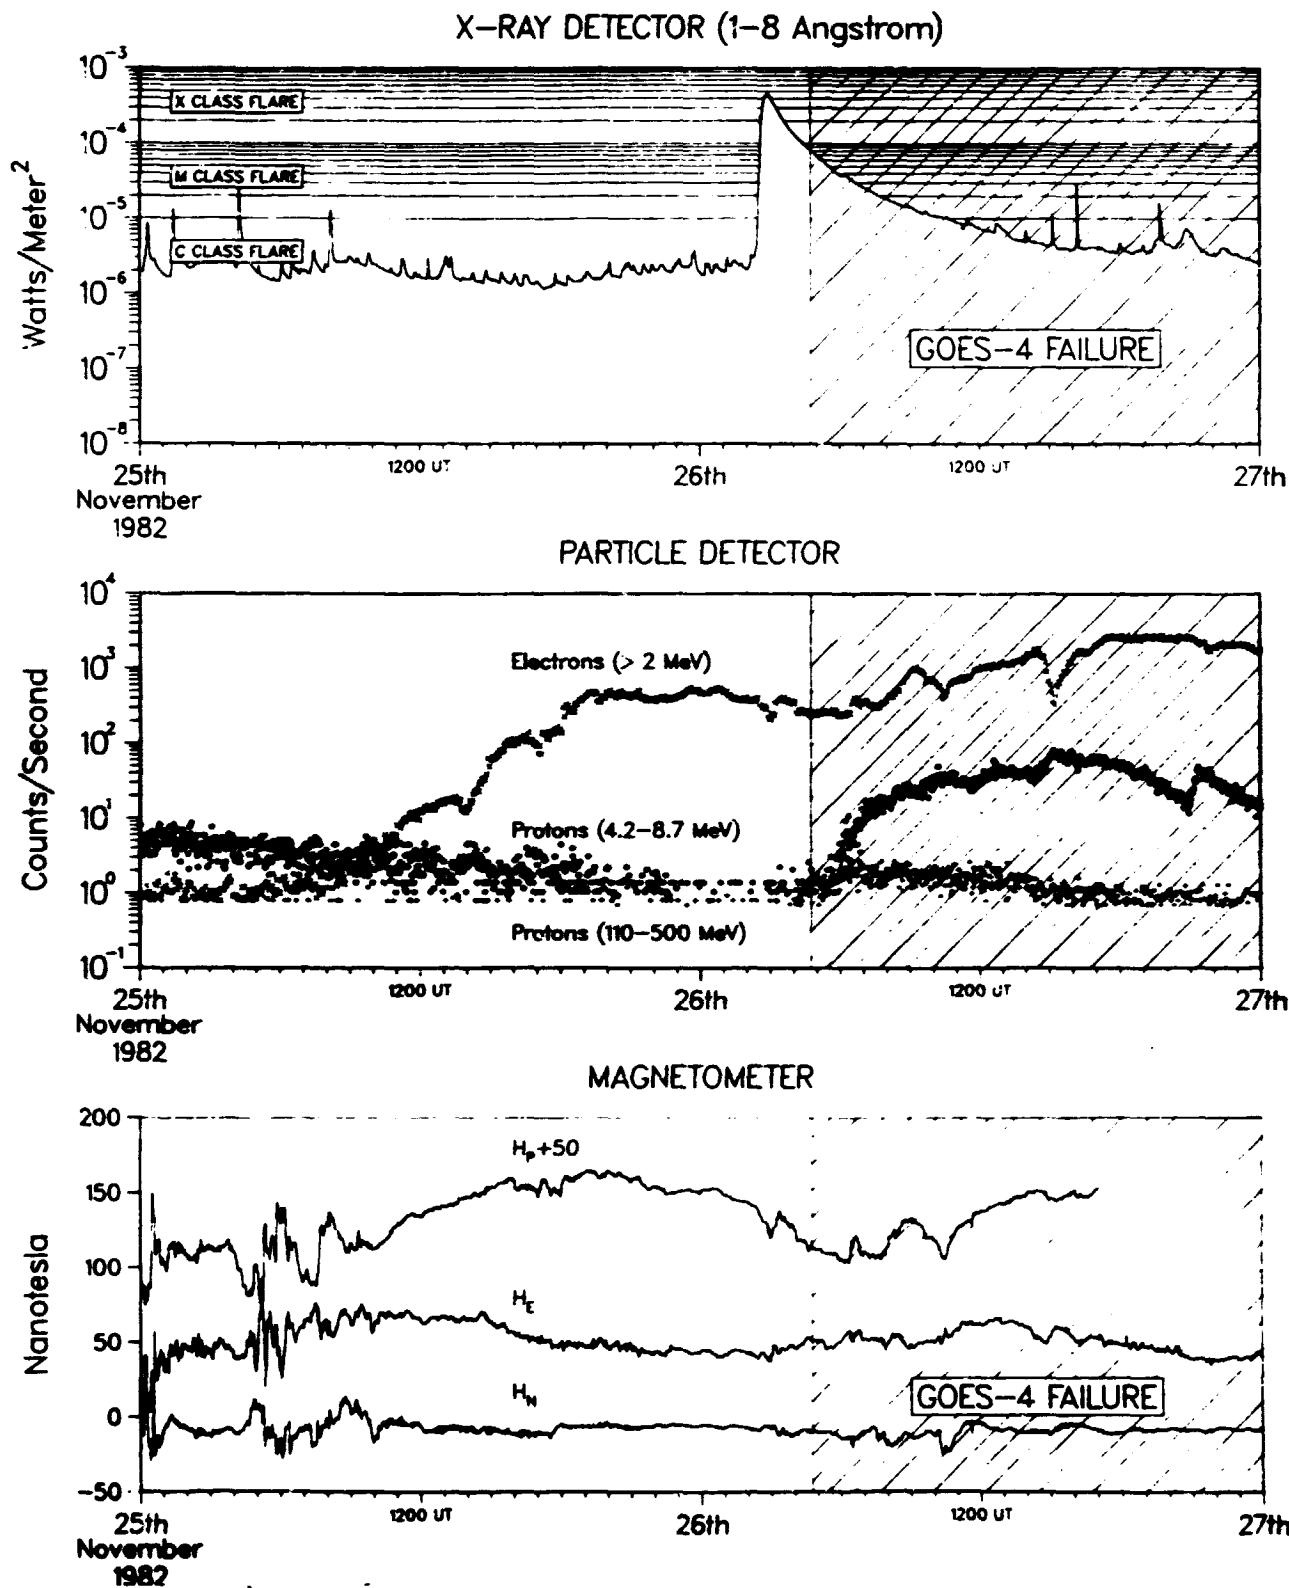 X-RAY DETECTOR (1-8 Angstrom)
10⁻³
X CLASS FLARE
10⁻⁴
M CLASS FLARE
10⁻⁵
C CLASS FLARE
10⁻⁶
10⁻⁷
10⁻⁸
Watts/Meter²
GOES-4 FAILURE
25th 1200 UT 26th 1200 UT 27th
November
1982
PARTICLE DETECTOR
10⁴
10³
10²
10¹
10⁰
10⁻¹
Counts/Second
Electrons (> 2 MeV)
Protons (4.2-8.7 MeV)
Protons (110-500 MeV)
25th 1200 UT 26th 1200 UT 27th
November
1982
MAGNETOMETER
200
150
100
50
0
-50
Nanotesla
H_P+50
H_E
H_N
GOES-4 FAILURE
25th 1200 UT 26th 1200 UT 27th
November
1982